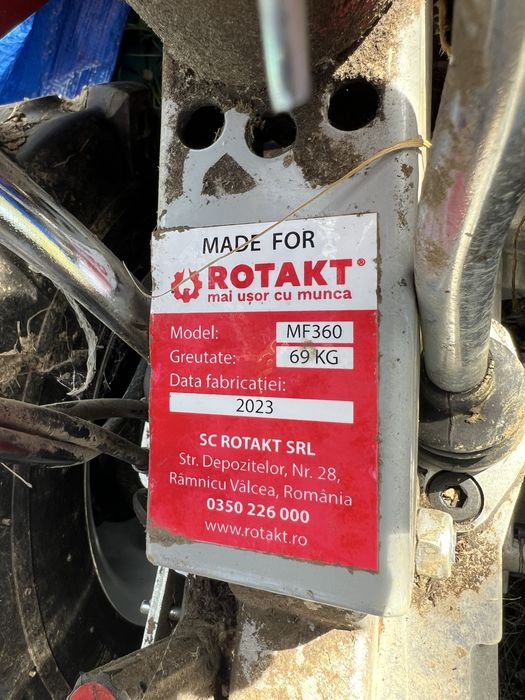 MADE FOR
ROTAKT®
mai ușor cu munca
Model: MF360
Greutate: 69 KG
Data fabricației:
2023
SC ROTAKT SRL
Str. Depozitelor, Nr. 28,
Râmnicu Vâlcea, România
0350 226 000
www.rotakt.ro